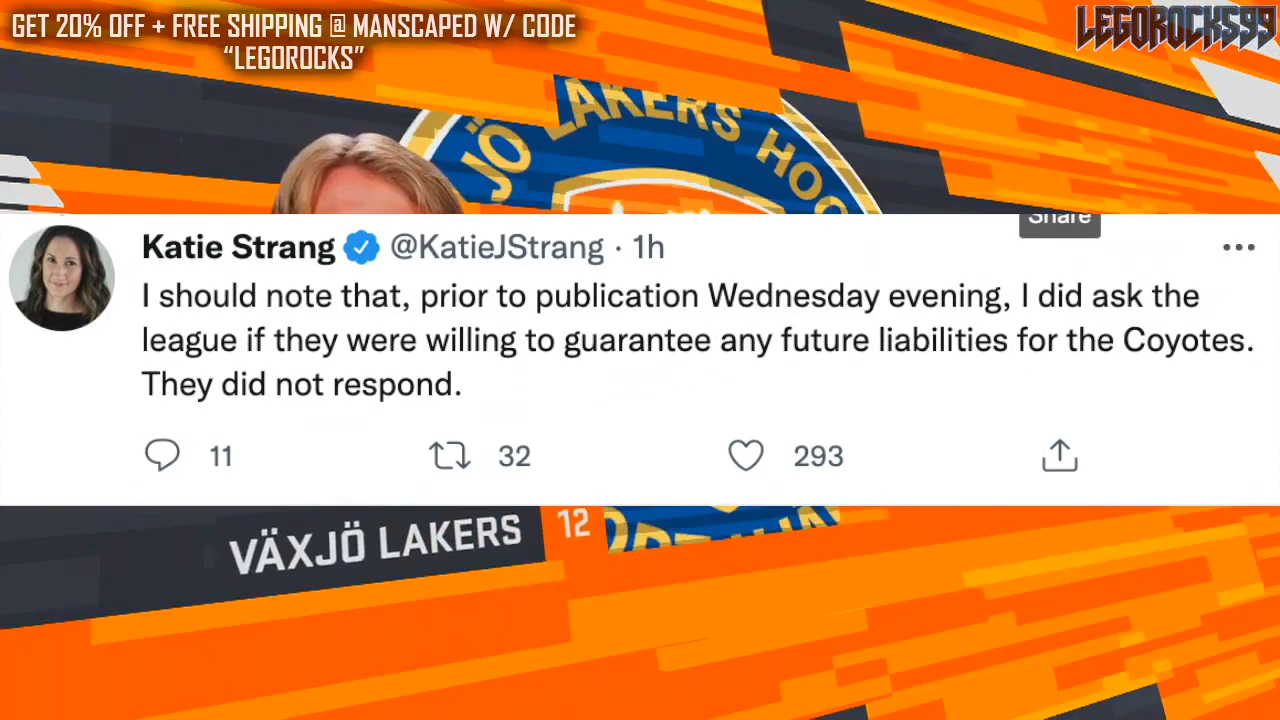 GET 20% OFF + FREE SHIPPING @ MANSCAPED W/ CODE
“LEGOROCKS”
LEGOROCKS99
JÖ LAKERS HOC
Share
Katie Strang @KatieJStrang · 1h
I should note that, prior to publication Wednesday evening, I did ask the
league if they were willing to guarantee any future liabilities for the Coyotes.
They did not respond.
11 32 293
VÄXJÖ LAKERS 12